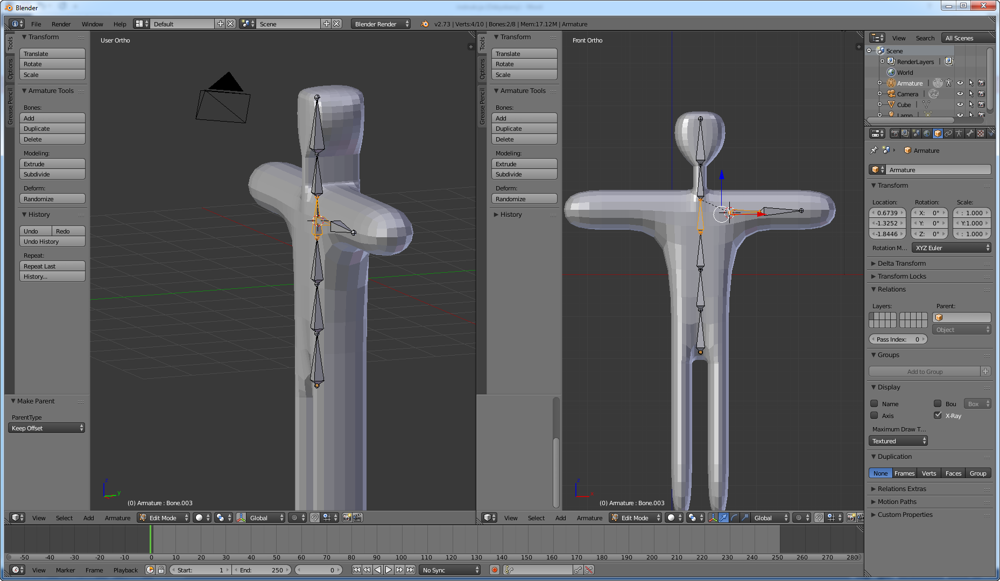 Blender
File Render Window Help Default Scene Blender Render v2.73 | Verts:4/10 | Bones:2/8 | Mem:17.12M | Armature
Tools
Options
Grease Pencil
Transform
Translate
Rotate
Scale
Armature Tools
Bones:
Add
Duplicate
Delete
Modeling:
Extrude
Subdivide
Deform:
Randomize
History
Undo Redo
Undo History
Repeat:
Repeat Last
History...
Make Parent
ParentType
Keep Offset
User Ortho
z
y
(0) Armature : Bone.003
View Select Add Armature Edit Mode Global
Tools
Options
Grease Pencil
Transform
Translate
Rotate
Scale
Armature Tools
Bones:
Add
Duplicate
Delete
Modeling:
Extrude
Subdivide
Deform:
Randomize
History
Front Ortho
z
x
(0) Armature : Bone.003
View Select Add Armature Edit Mode Global
View Search All Scenes
Scene
RenderLayers |
World
Armature |
Camera |
Cube |
Lamp |
Armature
Armature
Transform
Location: Rotation: Scale:
0.6739 X: 0° : 1.000
-1.3252 Y: 0° Y:1.000
-1.8446 Z: 0° : 1.000
Rotation M... XYZ Euler
Delta Transform
Transform Locks
Relations
Layers: Parent:
Object
Pass Index: 0
Groups
Add to Group
Display
Name Bou Box
Axis X-Ray
Maximum Draw T...
Textured
Duplication
None Frames Verts Faces Group
Relations Extras
Motion Paths
Custom Properties
-50 -40 -30 -20 -10 0 10 20 30 40 50 60 70 80 90 100 110 120 130 140 150 160 170 180 190 200 210 220 230 240 250 260 270 280
View Marker Frame Playback Start: 1 End: 250 0 No Sync